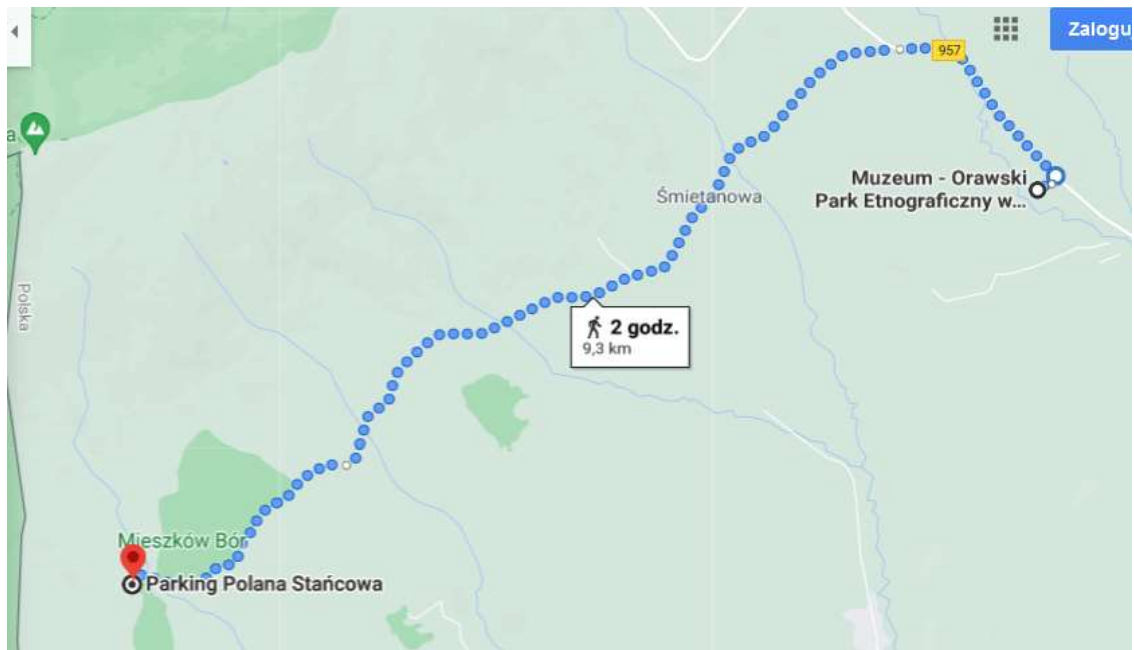 Zalogu
957
Muzeum - Orawski
Park Etnograficzny w...
Śmietanowa
Polska
2 godz.
9,3 km
Mieszków Bór
Parking Polana Stańcowa